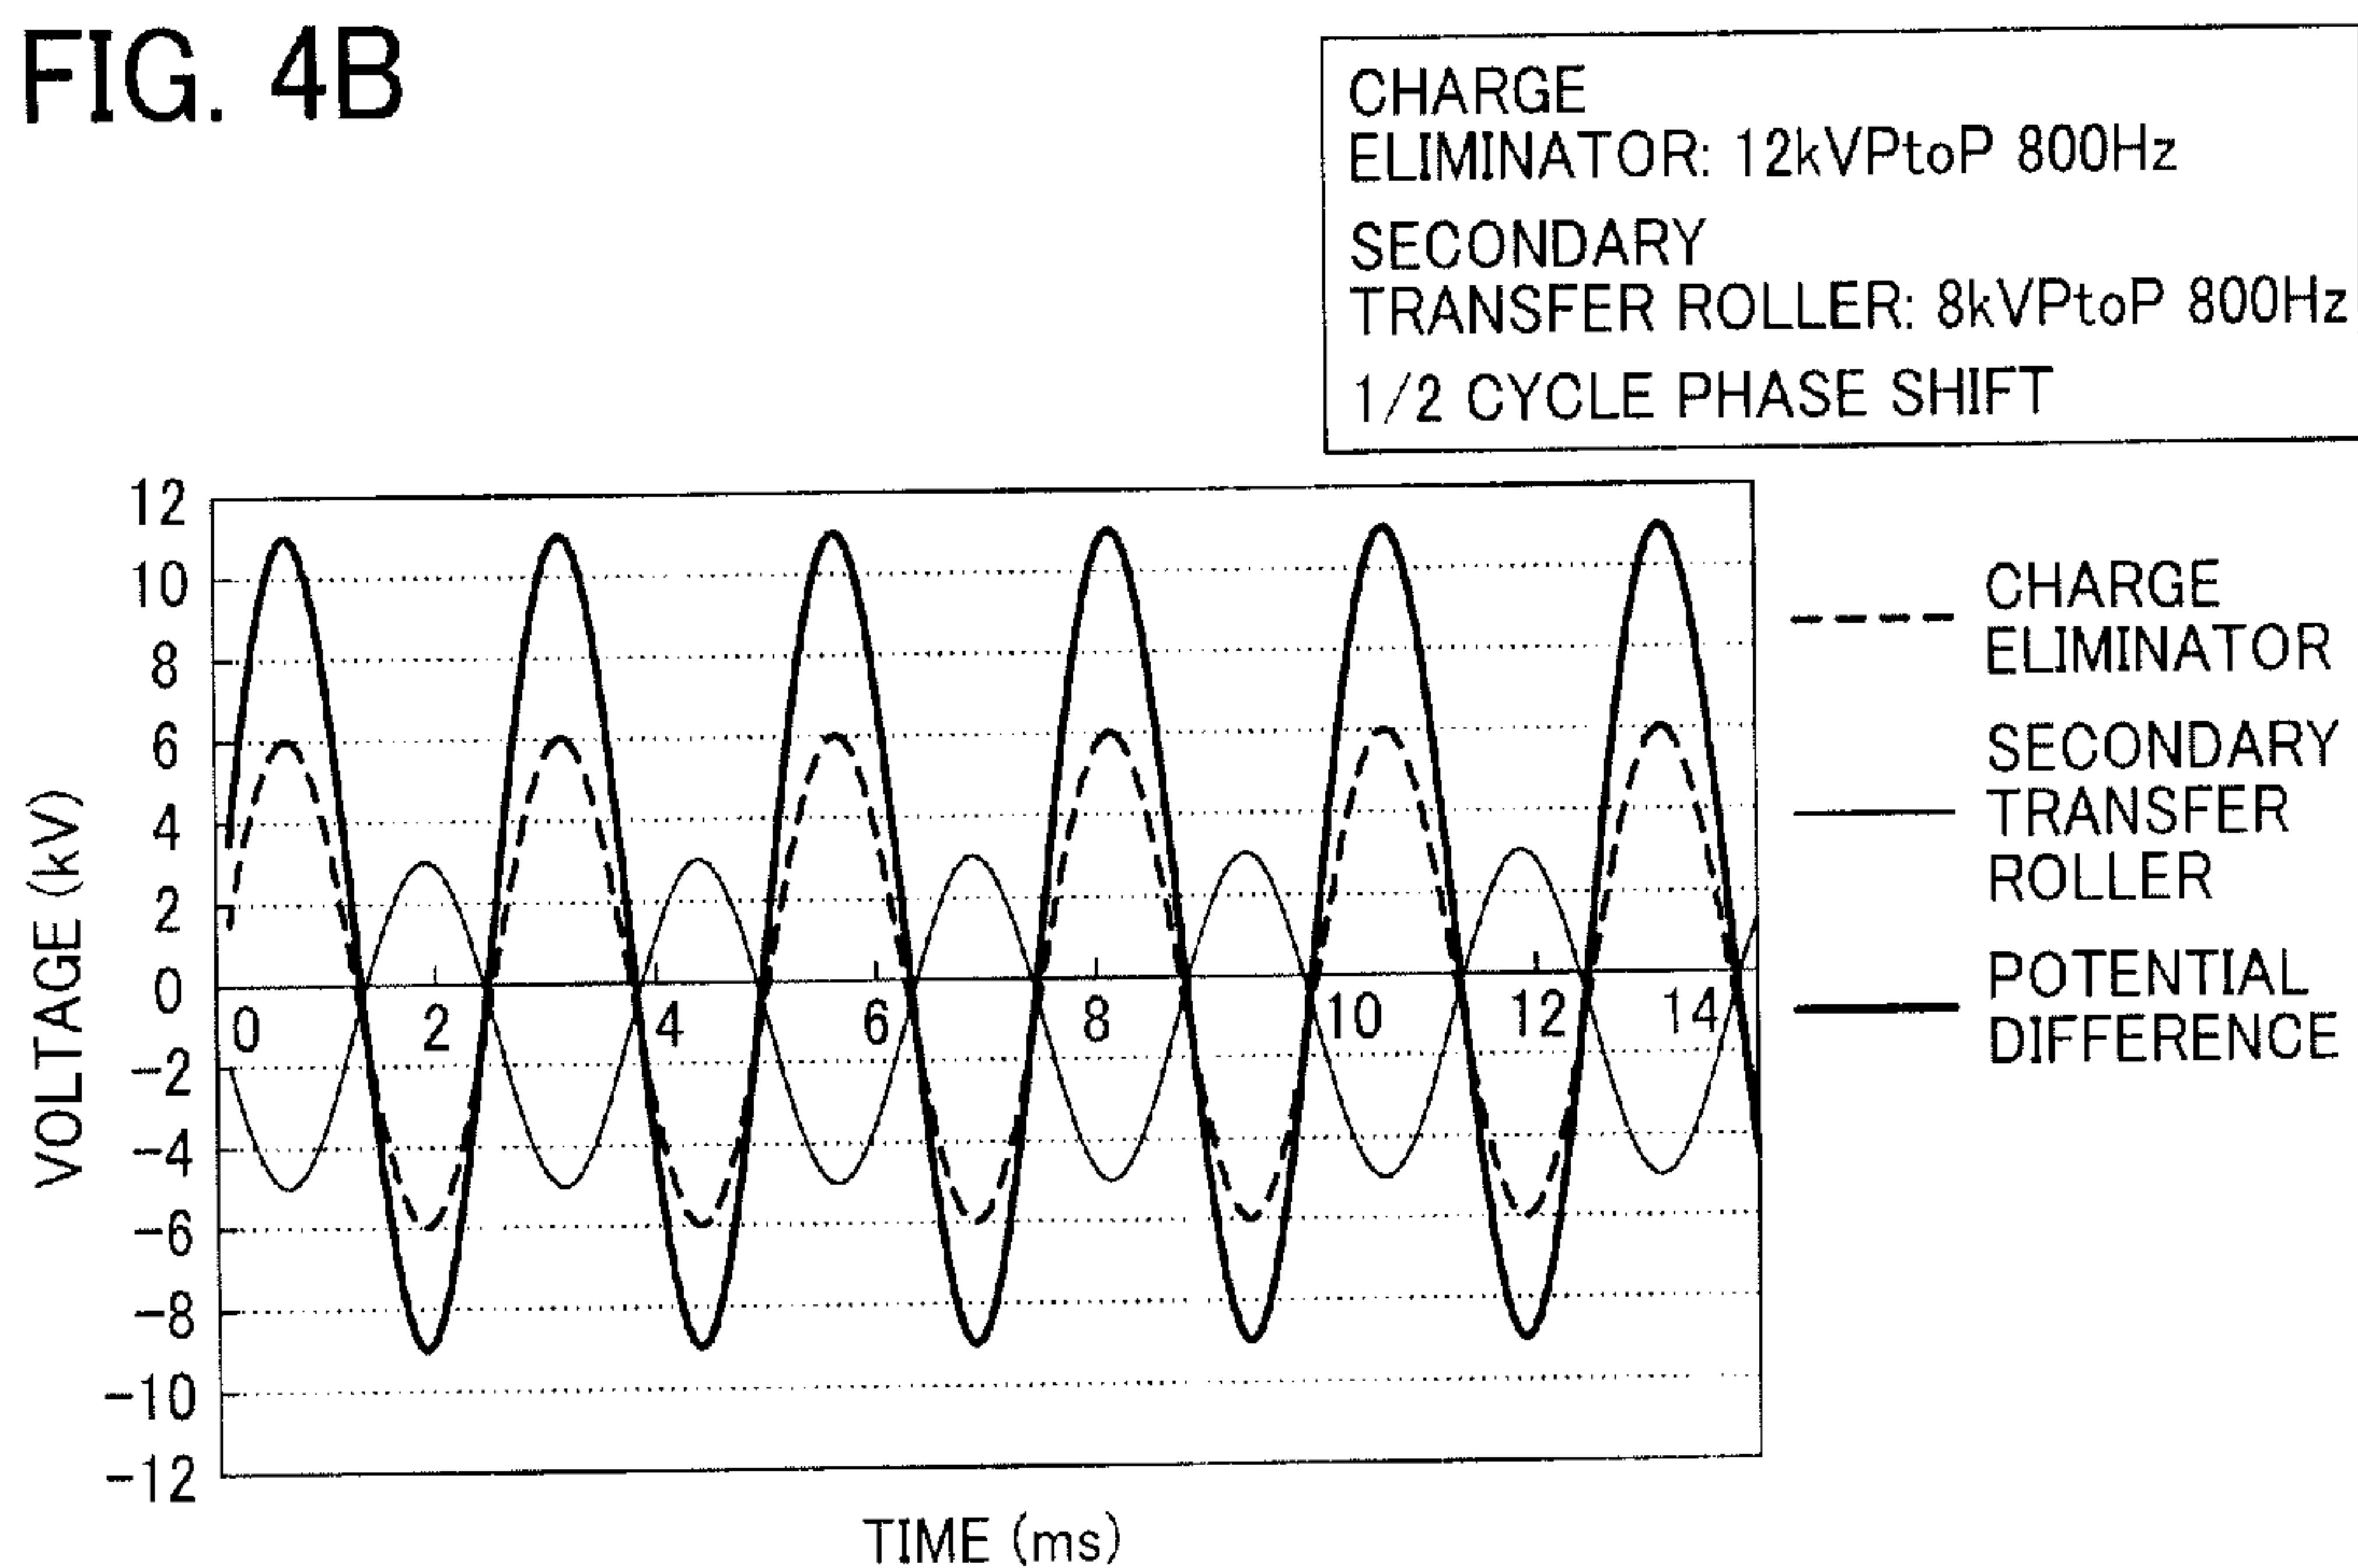 FIG. 4B
CHARGE
ELIMINATOR: 12kVPtoP 800Hz
SECONDARY
TRANSFER ROLLER: 8kVPtoP 800Hz
1/2 CYCLE PHASE SHIFT
12
10
8
6
4
2
0
-2
-4
-6
-8
-10
-12
VOLTAGE (kV)
0 2 4 6 8 10 12 14
TIME (ms)
CHARGE
ELIMINATOR
SECONDARY
TRANSFER
ROLLER
POTENTIAL
DIFFERENCE